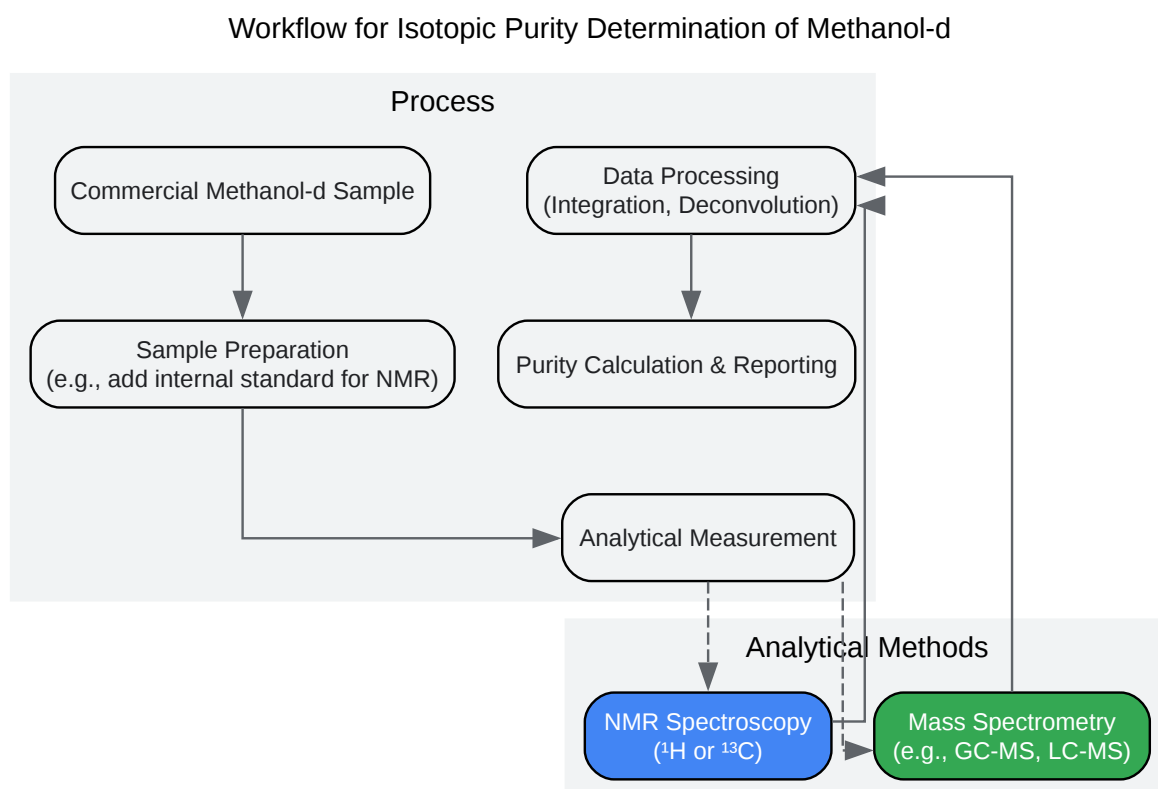 Workflow for Isotopic Purity Determination of Methanol-d
Process
Commercial Methanol-d Sample
Data Processing
(Integration, Deconvolution)
Sample Preparation
(e.g., add internal standard for NMR)
Purity Calculation & Reporting
Analytical Measurement
Analytical Methods
NMR Spectroscopy
(¹H or ¹³C)
Mass Spectrometry
(e.g., GC-MS, LC-MS)